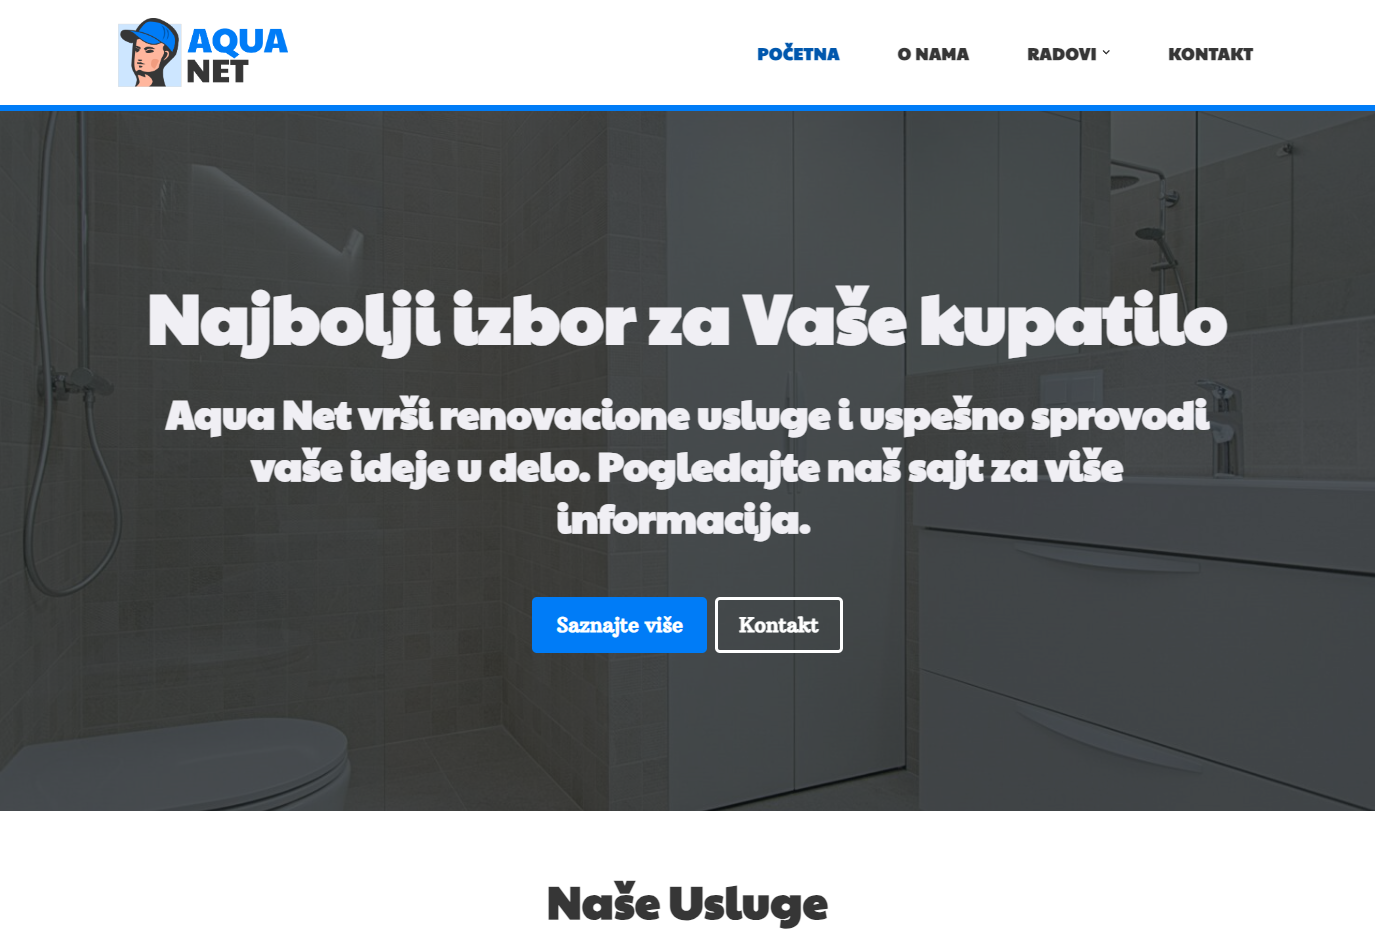 AQUA
NET
POČETNA
O NAMA
RADOVI
KONTAKT
Najbolji izbor za Vaše kupatilo
Aqua Net vrši renovacione usluge i uspešno sprovodi
vaše ideje u delo. Pogledajte naš sajt za više
informacija.
Saznajte više
Kontakt
Naše Usluge